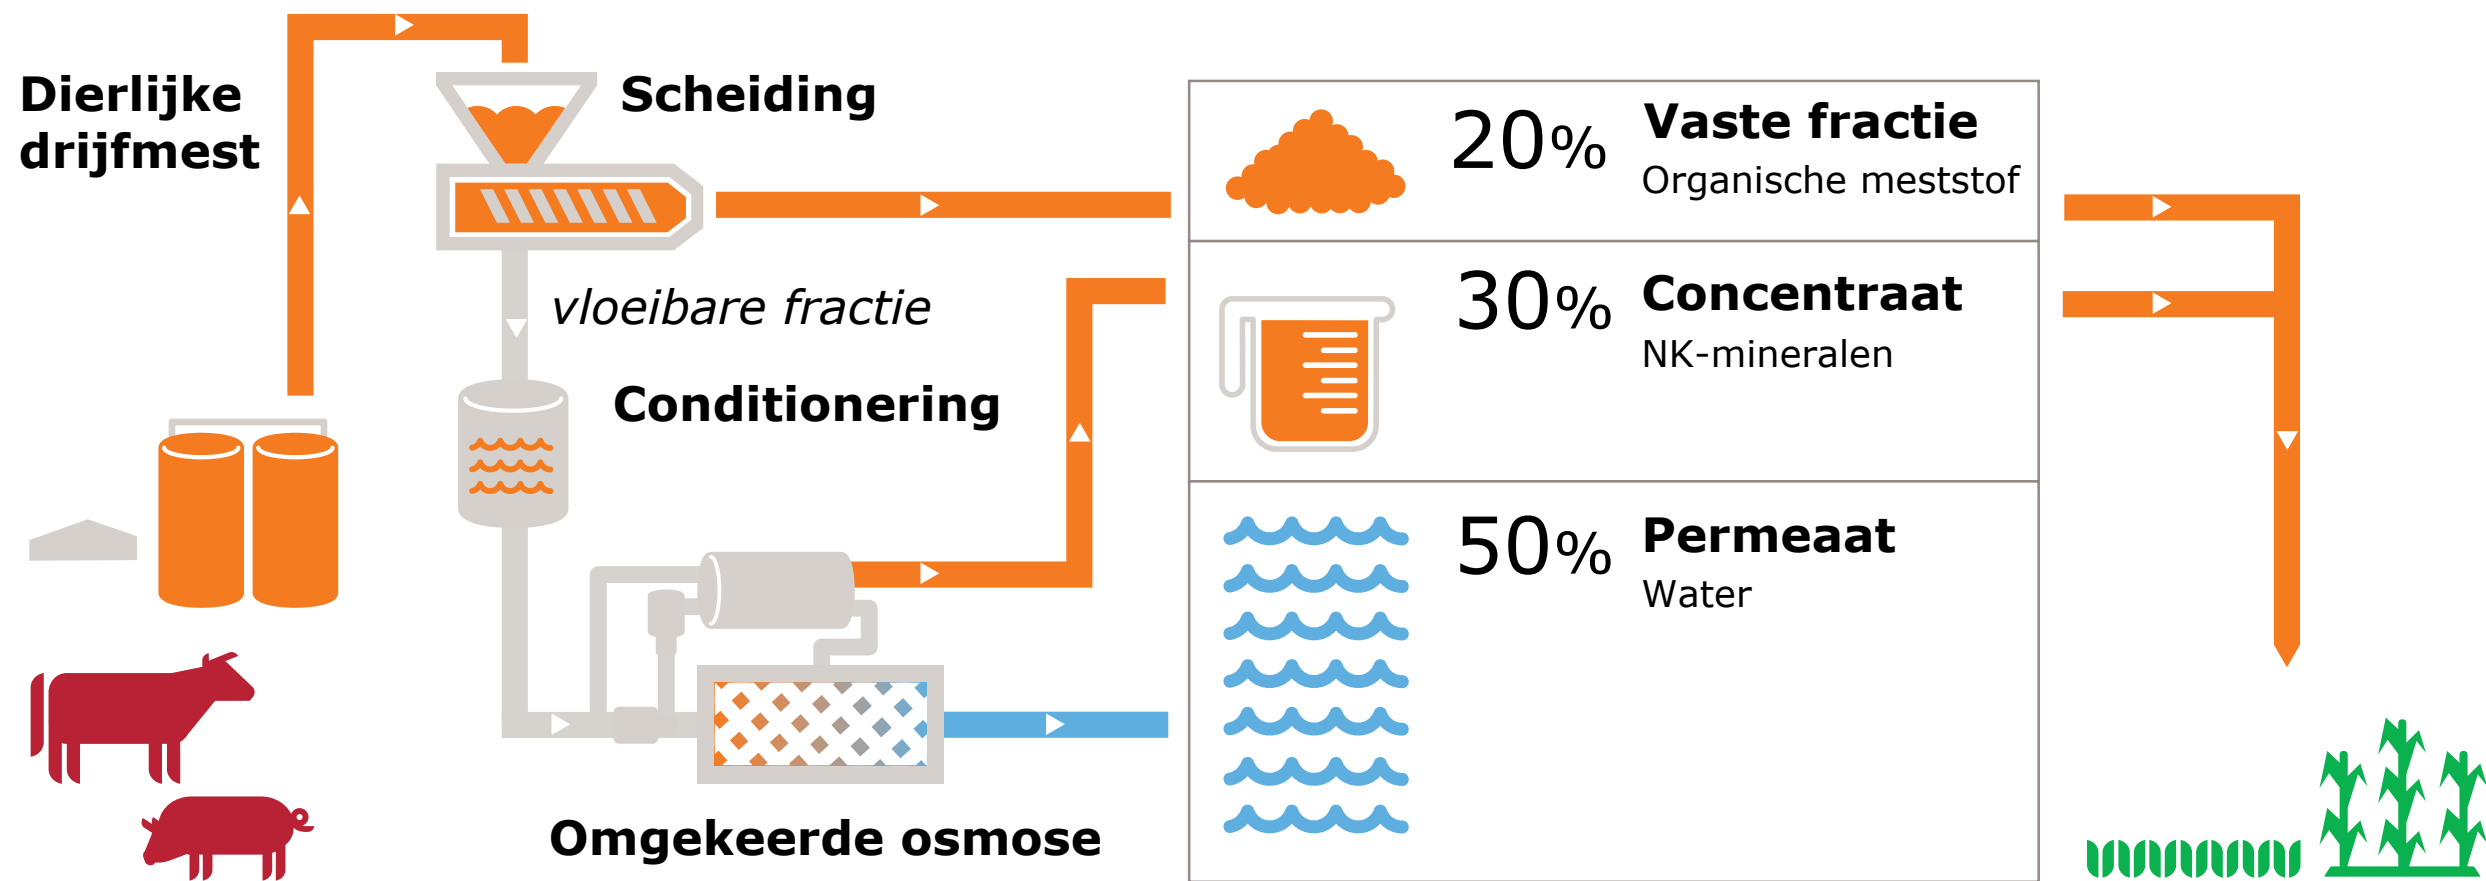 Dierlijke
drijfmest
Scheiding
vloeibare fractie
Conditionering
Omgekeerde osmose
20% Vaste fractie
Organische meststof
30% Concentraat
NK-mineralen
50% Permeaat
Water